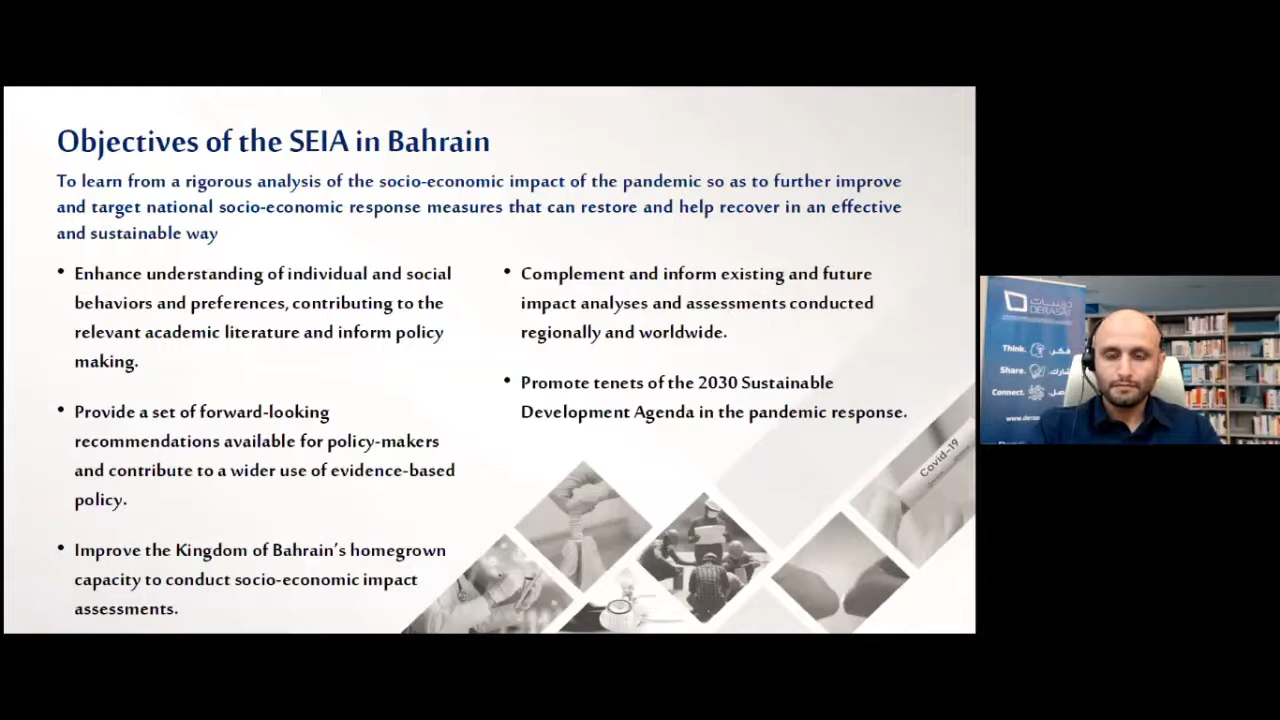 Objectives of the SEIA in Bahrain
To learn from a rigorous analysis of the socio-economic impact of the pandemic so as to further improve
and target national socio-economic response measures that can restore and help recover in an effective
and sustainable way
• Enhance understanding of individual and social
behaviors and preferences, contributing to the
relevant academic literature and inform policy
making.
• Provide a set of forward-looking
recommendations available for policy-makers
and contribute to a wider use of evidence-based
policy.
• Improve the Kingdom of Bahrain's homegrown
capacity to conduct socio-economic impact
assessments.
• Complement and inform existing and future
impact analyses and assessments conducted
regionally and worldwide.
• Promote tenets of the 2030 Sustainable
Development Agenda in the pandemic response.
Covid-19
دراسات
DERASAT
Think. فكر.
Share.
Connect.